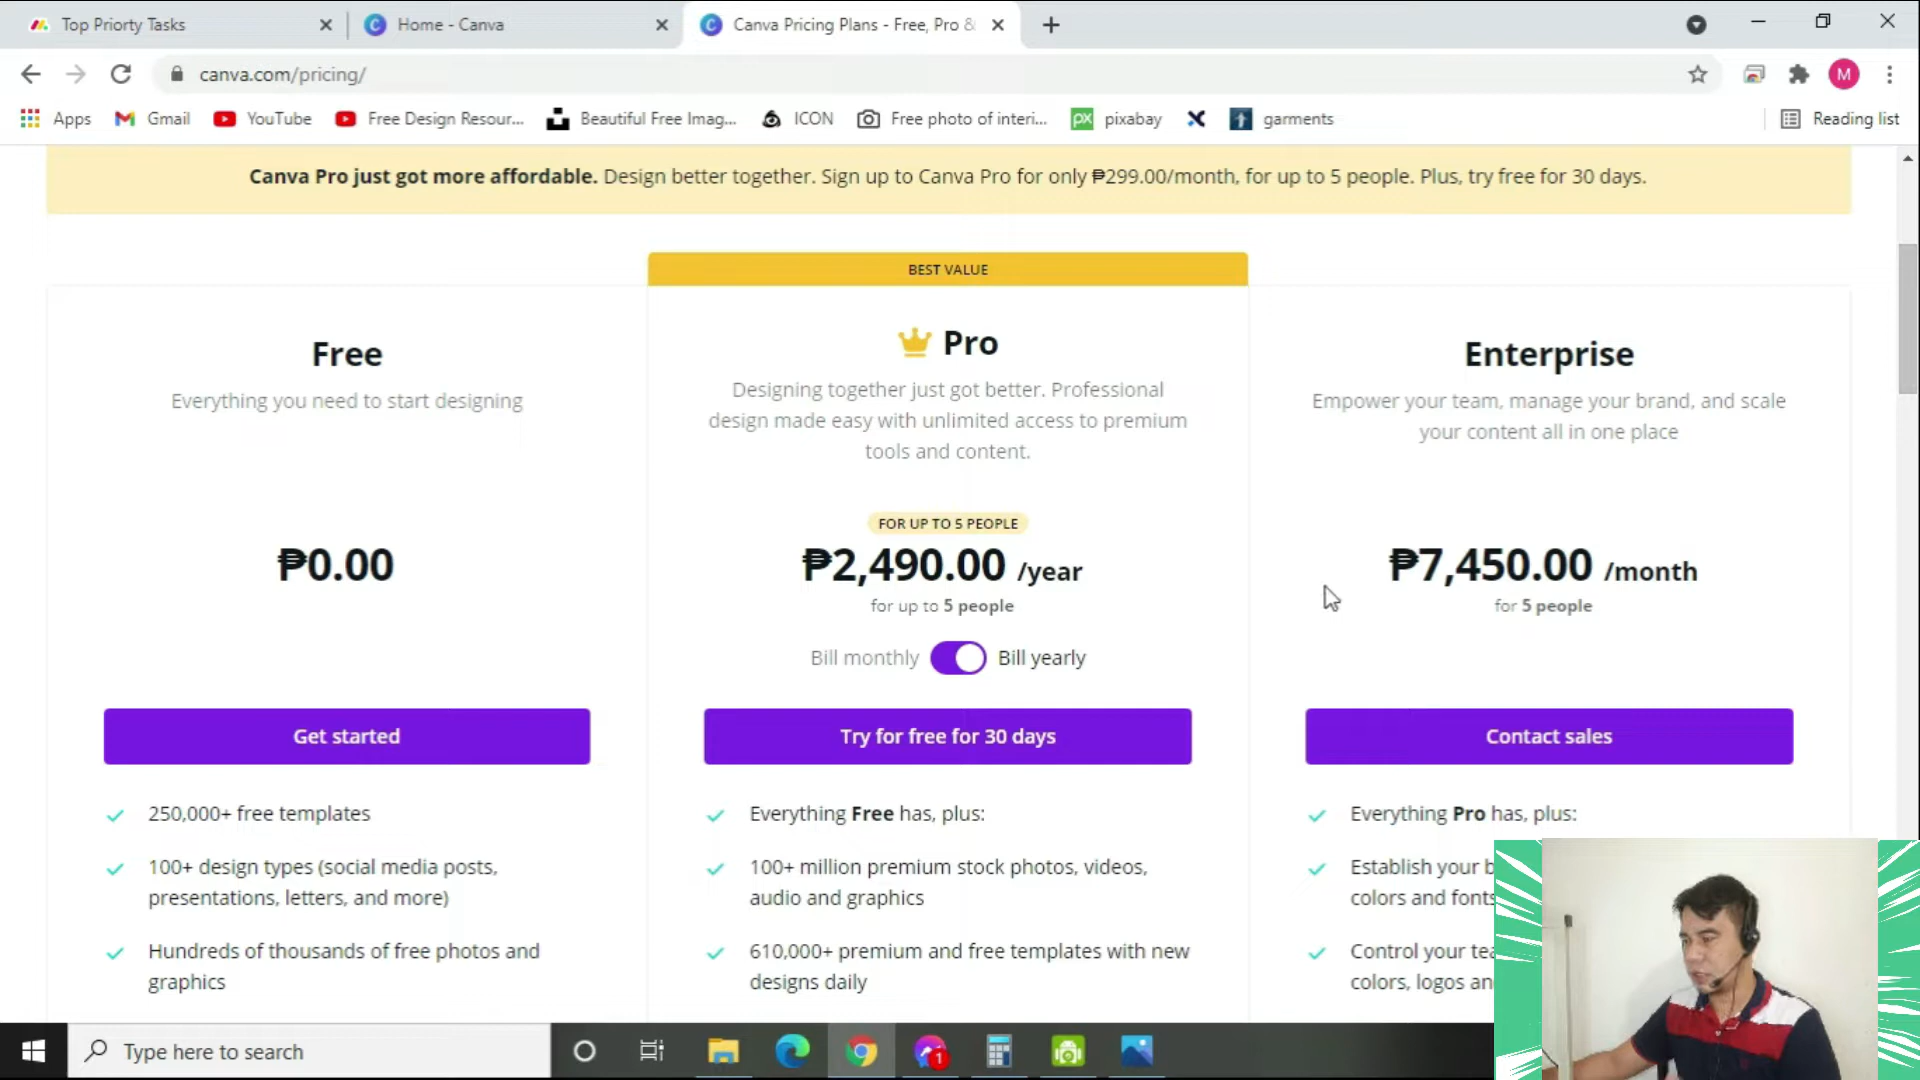 Top Priorty Tasks
Home - Canva
Canva Pricing Plans - Free, Pro &
canva.com/pricing/
M
Apps
Gmail
YouTube
Free Design Resour...
Beautiful Free Imag...
ICON
Free photo of interi...
px pixabay
garments
Reading list
Canva Pro just got more affordable. Design better together. Sign up to Canva Pro for only ₱299.00/month, for up to 5 people. Plus, try free for 30 days.
BEST VALUE
Free
Everything you need to start designing
₱0.00
Get started
250,000+ free templates
100+ design types (social media posts,
presentations, letters, and more)
Hundreds of thousands of free photos and
graphics
Pro
Designing together just got better. Professional
design made easy with unlimited access to premium
tools and content.
FOR UP TO 5 PEOPLE
₱2,490.00 /year
for up to 5 people
Bill monthly
Bill yearly
Try for free for 30 days
Everything Free has, plus:
100+ million premium stock photos, videos,
audio and graphics
610,000+ premium and free templates with new
designs daily
Enterprise
Empower your team, manage your brand, and scale
your content all in one place
₱7,450.00 /month
for 5 people
Contact sales
Everything Pro has, plus:
Establish your b
colors and fonts
Control your tea
colors, logos an
Type here to search
1